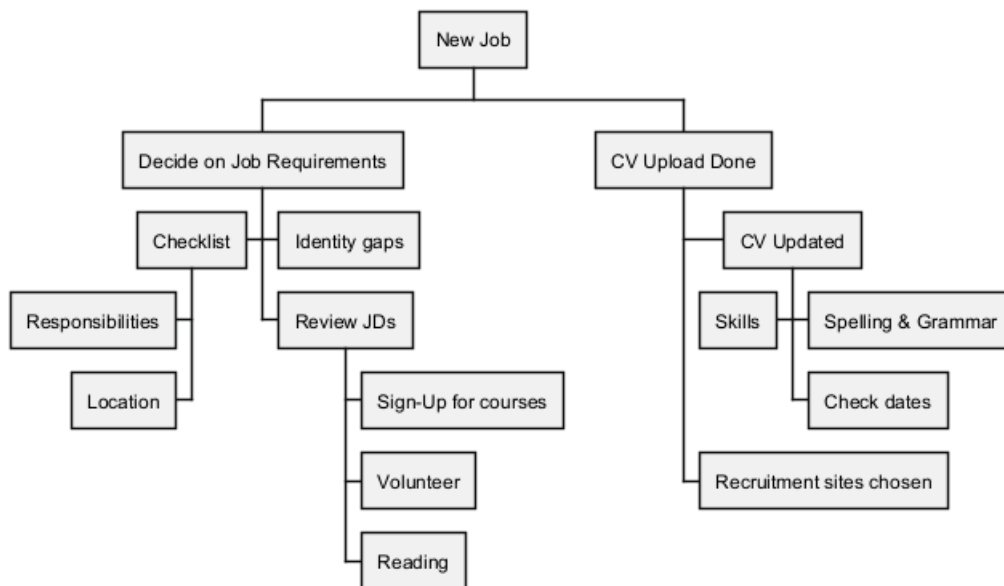 New Job
Decide on Job Requirements
CV Upload Done
Checklist
Identity gaps
CV Updated
Responsibilities
Review JDs
Skills
Spelling & Grammar
Location
Sign-Up for courses
Check dates
Volunteer
Recruitment sites chosen
Reading